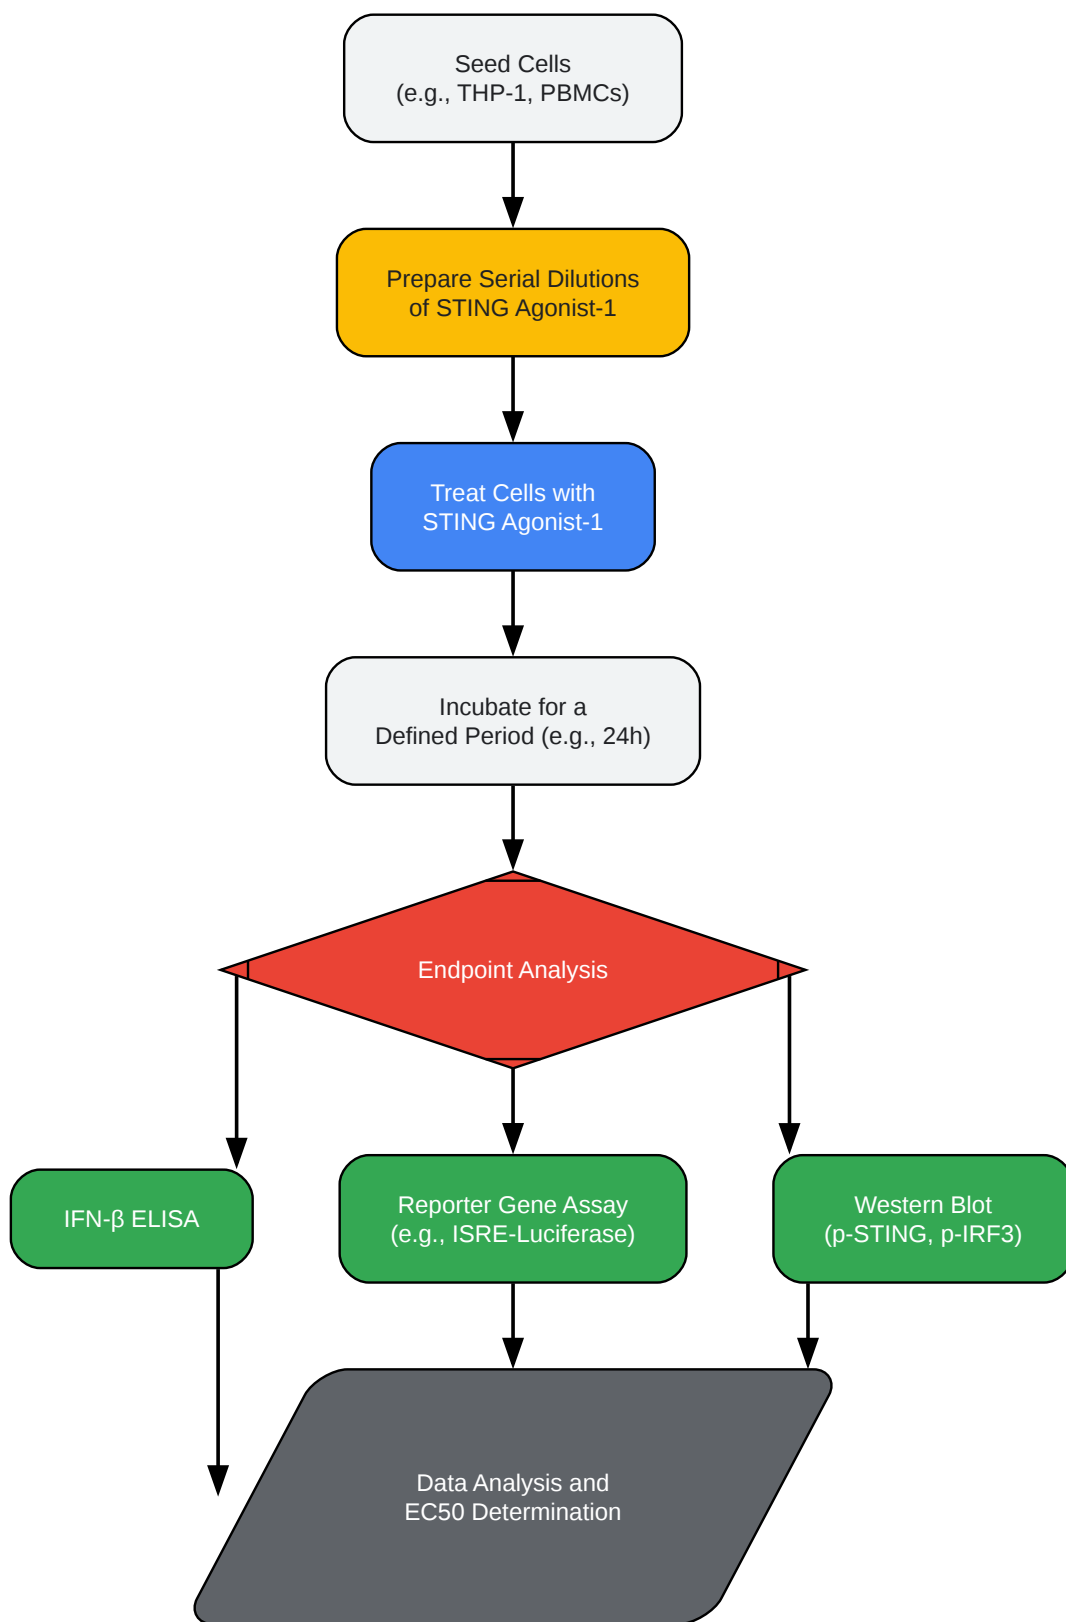 Seed Cells
(e.g., THP-1, PBMCs)
Prepare Serial Dilutions
of STING Agonist-1
Treat Cells with
STING Agonist-1
Incubate for a
Defined Period (e.g., 24h)
Endpoint Analysis
IFN-β ELISA
Reporter Gene Assay
(e.g., ISRE-Luciferase)
Western Blot
(p-STING, p-IRF3)
Data Analysis and
EC50 Determination